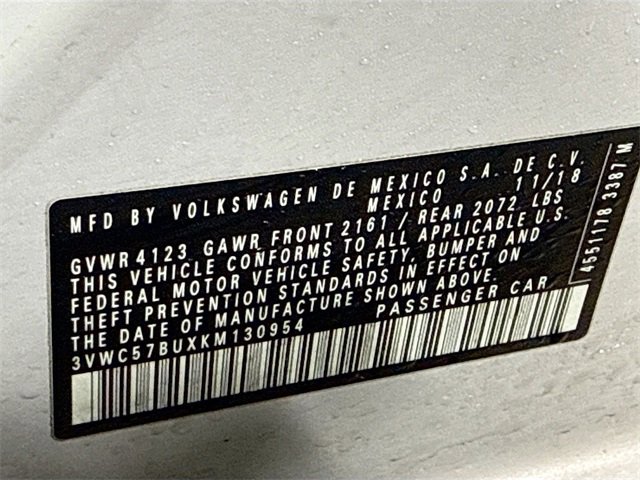 MFD BY VOLKSWAGEN DE MEXICO S.A. DE C.V.
MEXICO 11/18
GVWR 4123 GAWR FRONT 2161 / REAR 2072 LBS
THIS VEHICLE CONFORMS TO ALL APPLICABLE U.S.
FEDERAL MOTOR VEHICLE SAFETY, BUMPER AND
THEFT PREVENTION STANDARDS IN EFFECT ON
THE DATE OF MANUFACTURE SHOWN ABOVE.
3VWC57BUXKM130954 PASSENGER CAR
4551178 3387 M